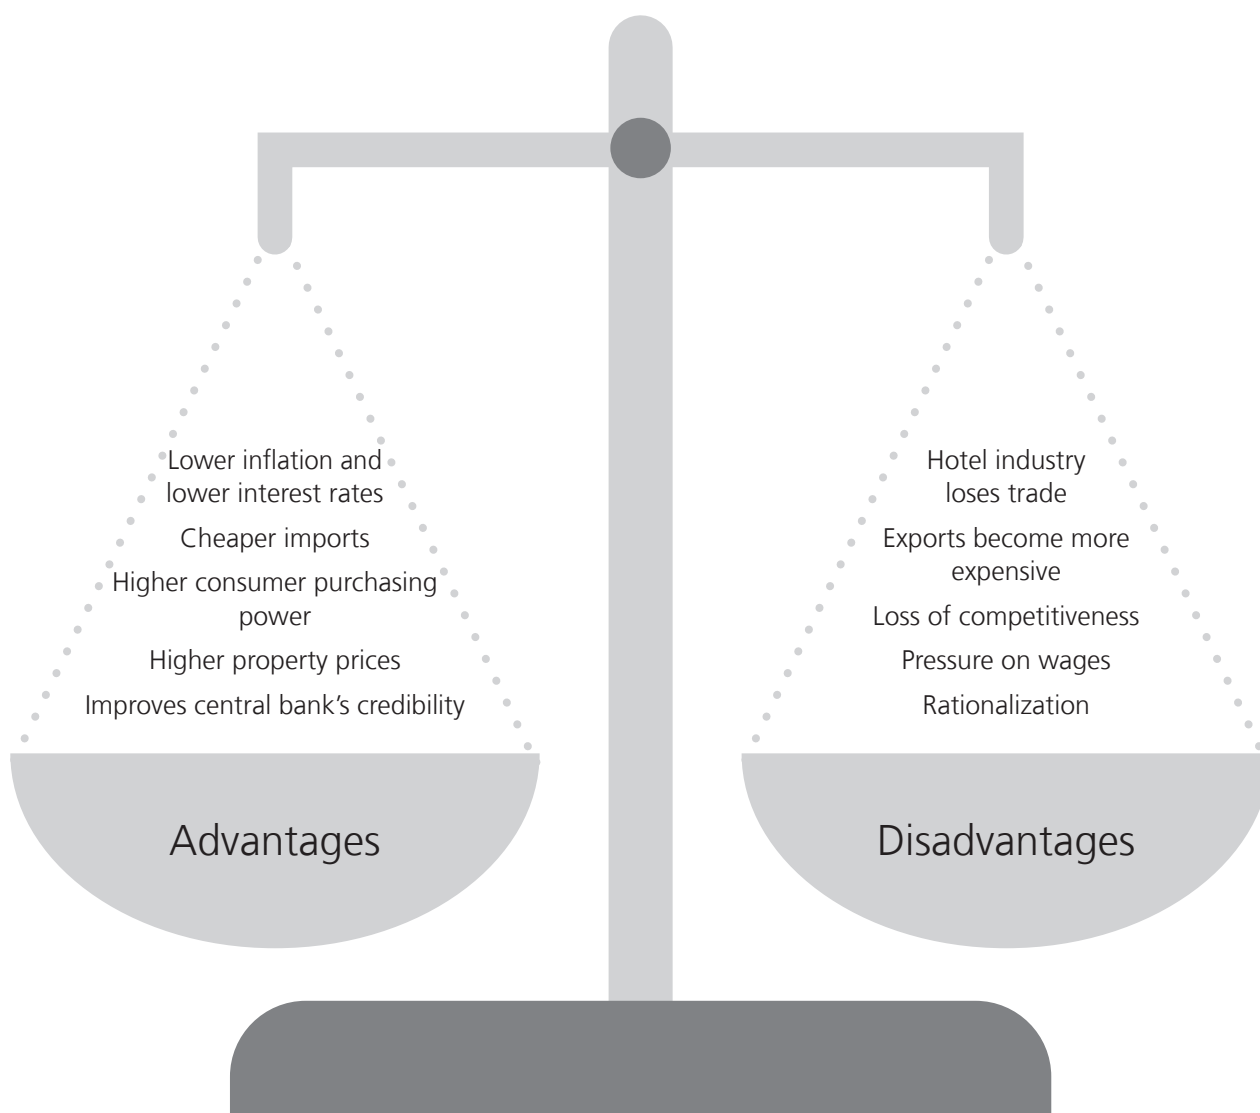 Lower inflation and
lower interest rates
Cheaper imports
Higher consumer purchasing
power
Higher property prices
Improves central bank's credibility
Advantages
Hotel industry
loses trade
Exports become more
expensive
Loss of competitiveness
Pressure on wages
Rationalization
Disadvantages